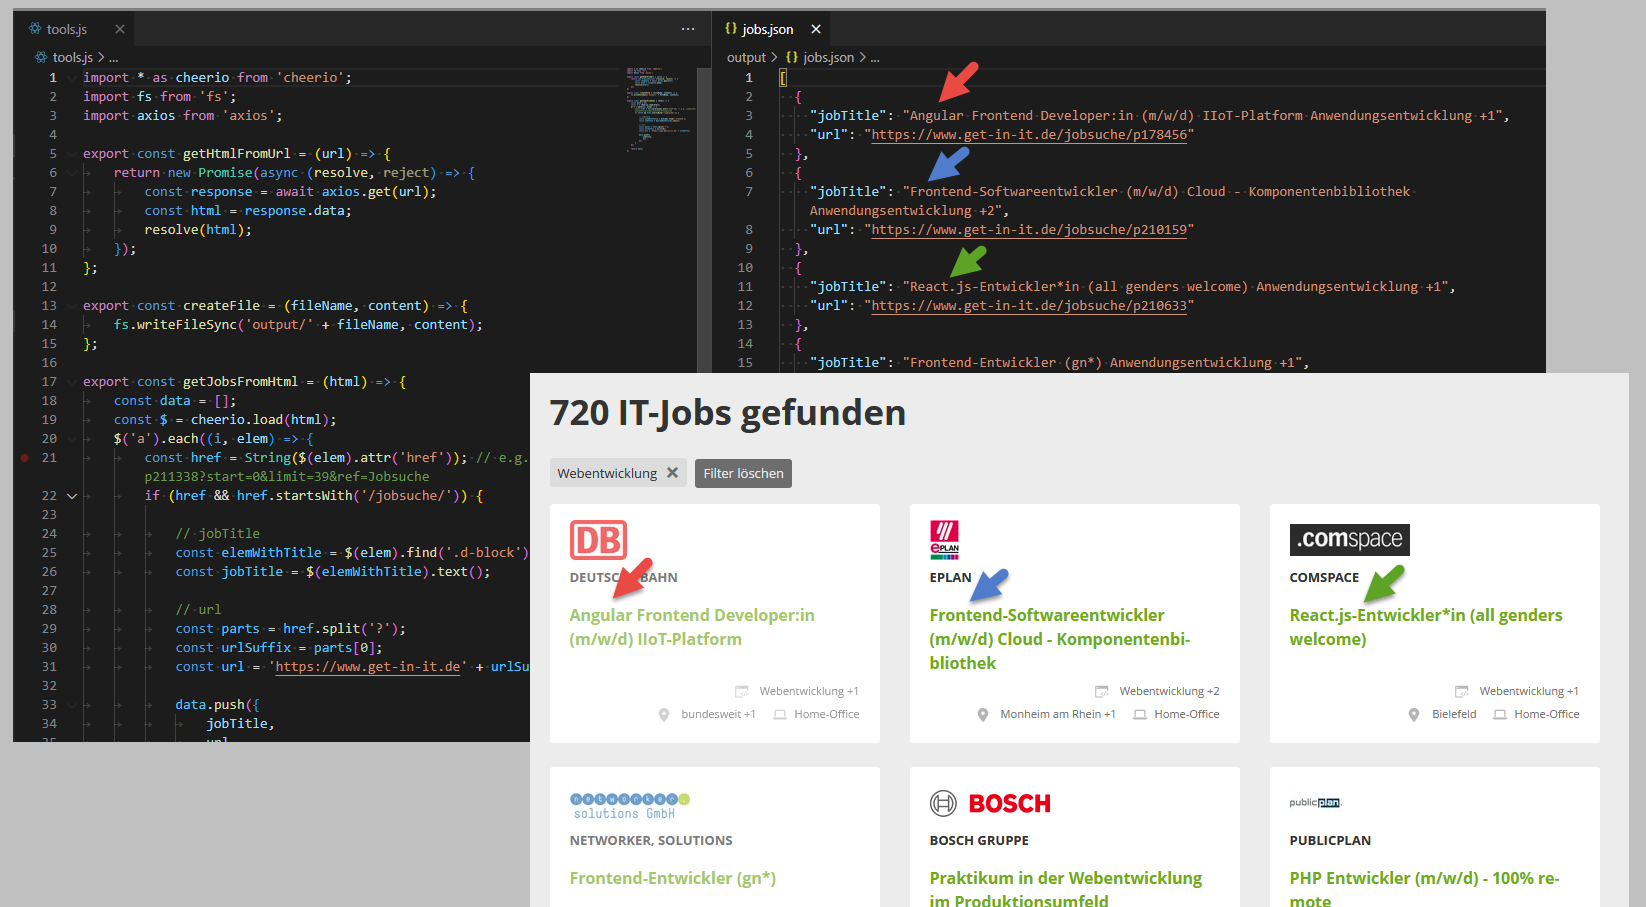 tools.js
tools.js > ...
1 import * as cheerio from 'cheerio';
2 import fs from 'fs';
3 import axios from 'axios';
4
5 export const getHtmlFromUrl = (url) => {
6 return new Promise(async (resolve, reject) => {
7 const response = await axios.get(url);
8 const html = response.data;
9 resolve(html);
10 });
11 };
12
13 export const createFile = (fileName, content) => {
14 fs.writeFileSync('output/' + fileName, content);
15 };
16
17 export const getJobsFromHtml = (html) => {
18 const data = [];
19 const $ = cheerio.load(html);
20 $('a').each((i, elem) => {
21 const href = String($(elem).attr('href')); // e.g.
p211338?start=0&limit=39&ref=Jobsuche
22 if (href && href.startsWith('/jobsuche/')) {
23
24 // jobTitle
25 const elemWithTitle = $(elem).find('.d-block')
26 const jobTitle = $(elemWithTitle).text();
27
28 // url
29 const parts = href.split('?');
30 const urlSuffix = parts[0];
31 const url = 'https://www.get-in-it.de' + urlSu
32
33 data.push({
34 jobTitle,
35 url
{} jobs.json
output > {} jobs.json > ...
1 [
2 {
3 "jobTitle": "Angular Frontend Developer:in (m/w/d) IIoT-Platform Anwendungsentwicklung +1",
4 "url": "https://www.get-in-it.de/jobsuche/p178456"
5 },
6 {
7 "jobTitle": "Frontend-Softwareentwickler (m/w/d) Cloud - Komponentenbibliothek
Anwendungsentwicklung +2",
8 "url": "https://www.get-in-it.de/jobsuche/p210159"
9 },
10 {
11 "jobTitle": "React.js-Entwickler*in (all genders welcome) Anwendungsentwicklung +1",
12 "url": "https://www.get-in-it.de/jobsuche/p210633"
13 },
14 {
15 "jobTitle": "Frontend-Entwickler (gn*) Anwendungsentwicklung +1",
720 IT-Jobs gefunden
Webentwicklung ✕ Filter löschen
DB
DEUTSCHE BAHN
Angular Frontend Developer:in
(m/w/d) IIoT-Platform
Webentwicklung +1
bundesweit +1 Home-Office
ePLAN
EPLAN
Frontend-Softwareentwickler
(m/w/d) Cloud - Komponentenbi-
bliothek
Webentwicklung +2
Monheim am Rhein +1 Home-Office
.comspace
COMSPACE
React.js-Entwickler*in (all genders
welcome)
Webentwicklung +1
Bielefeld Home-Office
networker,
solutions GmbH
NETWORKER, SOLUTIONS
Frontend-Entwickler (gn*)
BOSCH
BOSCH GRUPPE
Praktikum in der Webentwicklung
im Produktionsumfeld
publicplan.
PUBLICPLAN
PHP Entwickler (m/w/d) - 100% re-
mote